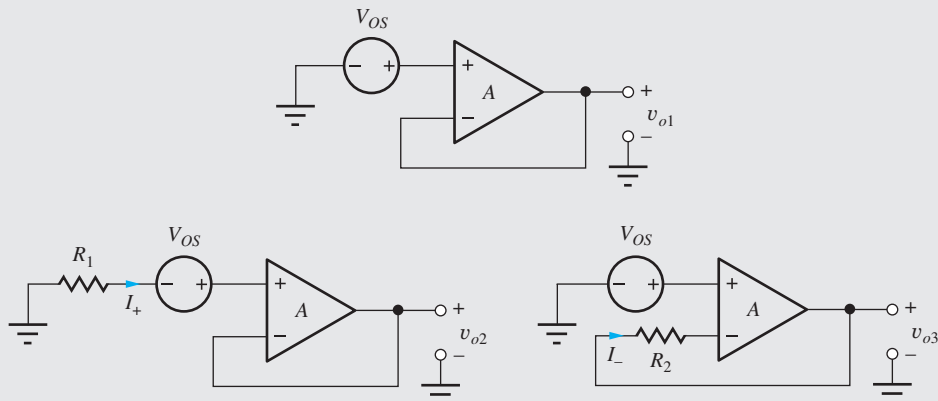 V_OS
− + + A − + v_o1 −
V_OS
R_1 I_+ − + + A − + v_o2 −
V_OS
− + + A I_− R_2 − + v_o3 −